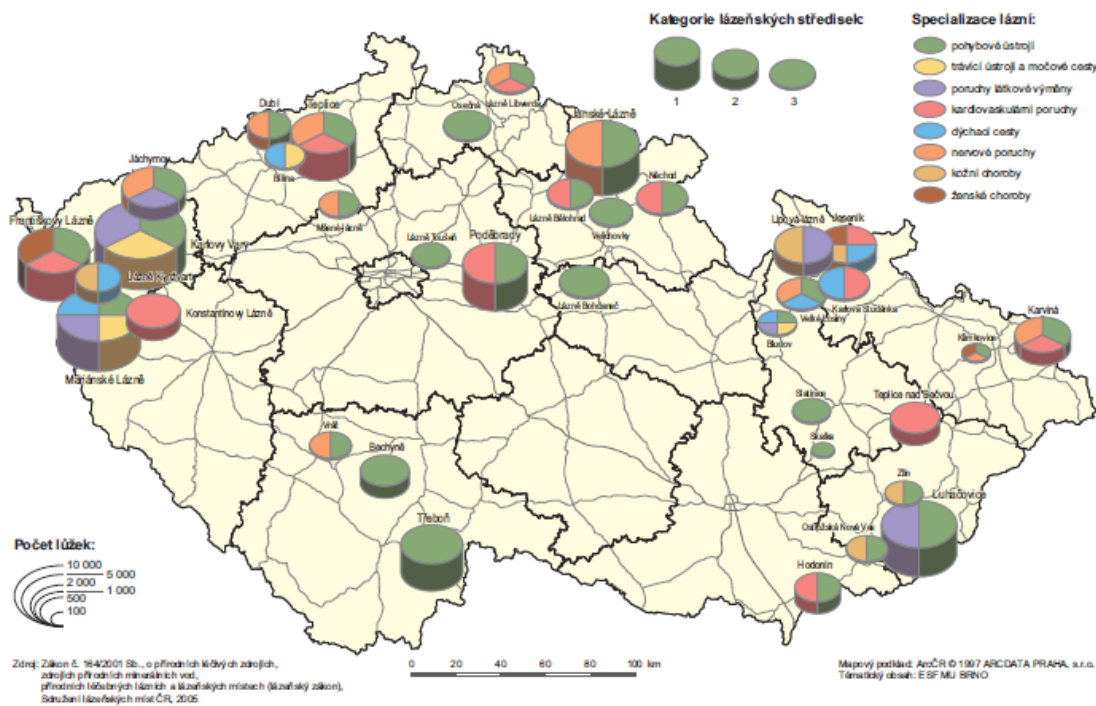 Kategorie lázeňských středisek:
1
2
3
Specializace lázní:
pohybové ústrojí
trávicí ústrojí a močové cesty
poruchy látkové výměny
kardiovaskulární poruchy
dýchací cesty
nervové poruchy
kožní choroby
ženské choroby
Dubí
Teplice
Osečná
Lázně Libverda
Jánské Lázně
Bílina
Jáchymov
Mšené-lázně
Lázně Bělohrad
Náchod
Velichovky
Františkovy Lázně
Karlovy Vary
Lázně Toušeň
Poděbrady
Lipová-lázně
Jeseník
Lázně Kynžvart
Lázně Bohdaneč
Konstantinovy Lázně
Velké Losiny
Karlova Studánka
Karviná
Bludov
Klimkovice
Mariánské Lázně
Slatinice
Teplice nad Bečvou
Skalka
Vráž
Bechyně
Zlín
Luhačovice
Třeboň
Ostrožská Nová Ves
Hodonín
Počet lůžek:
10 000
5 000
2 000
1 000
500
100
Zdroj: Zákon č. 164/2001 Sb., o přírodních léčivých zdrojích,
zdrojích přírodních minerálních vod,
přírodních léčebných lázních a lázeňských místech (lázeňský zákon),
Sdružení lázeňských míst ČR, 2005
0 20 40 60 80 100 km
Mapový podklad: ArcČR © 1997 ARCDATA PRAHA, s.r.o.
Tématický obsah: ESF MU BRNO